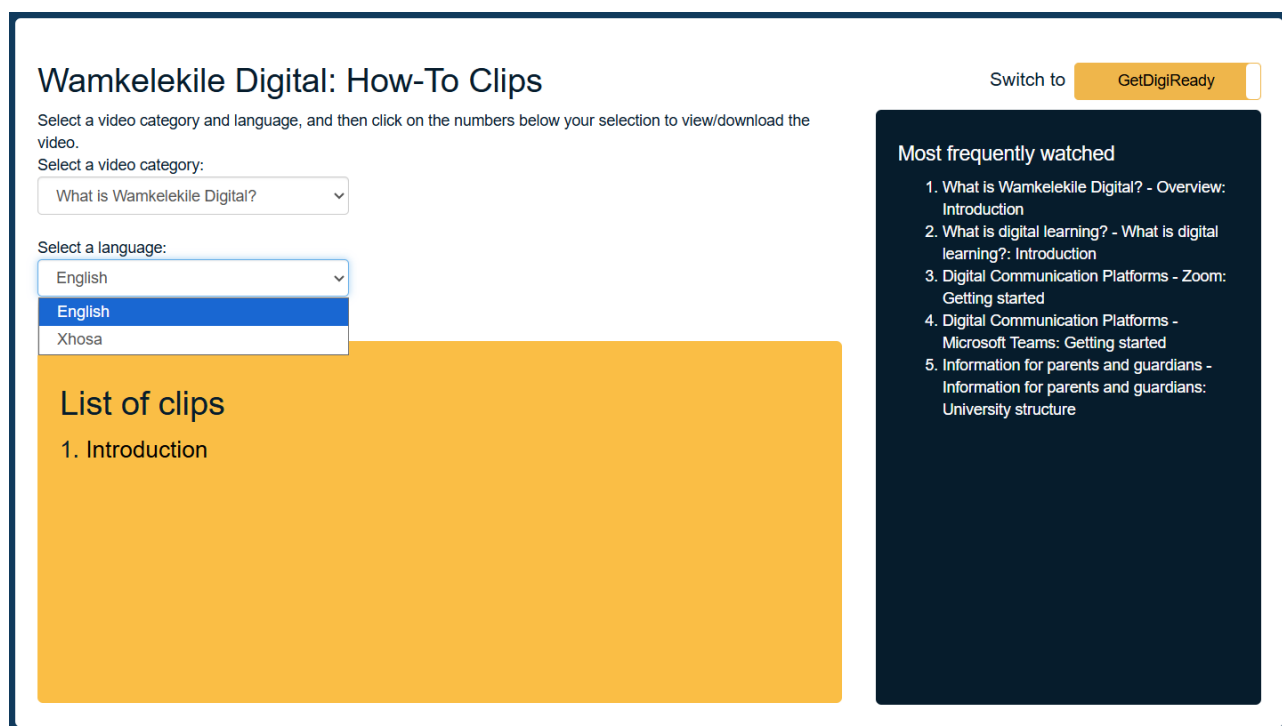 Wamkelekile Digital: How-To Clips
Select a video category and language, and then click on the numbers below your selection to view/download the
video.
Select a video category:
What is Wamkelekile Digital?
Select a language:
English
English
Xhosa
List of clips
1. Introduction
Switch to GetDigiReady
Most frequently watched
1. What is Wamkelekile Digital? - Overview:
Introduction
2. What is digital learning? - What is digital
learning?: Introduction
3. Digital Communication Platforms - Zoom:
Getting started
4. Digital Communication Platforms -
Microsoft Teams: Getting started
5. Information for parents and guardians -
Information for parents and guardians:
University structure